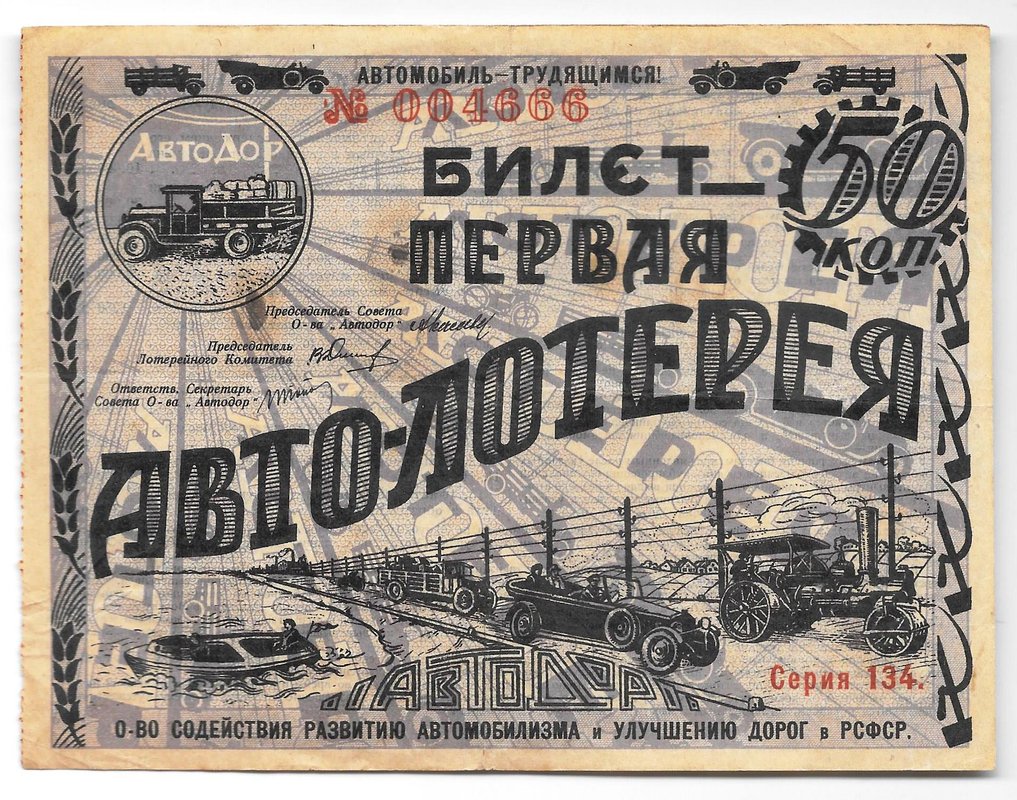 АВТОМОБИЛЬ–ТРУДЯЩИМСЯ!
№ 004666
АвтоДор
БИЛЕТ
50
коп.
ПЕРВАЯ
АВТО-ЛОТЕРЕЯ
Председатель Совета
О-ва „Автодор“
Председатель
Лотерейного Комитета
Ответств. Секретарь
Совета О-ва „Автодор“
АВТОДОР
Серия 134.
О-ВО СОДЕЙСТВИЯ РАЗВИТИЮ АВТОМОБИЛИЗМА и УЛУЧШЕНИЮ ДОРОГ в РСФСР.